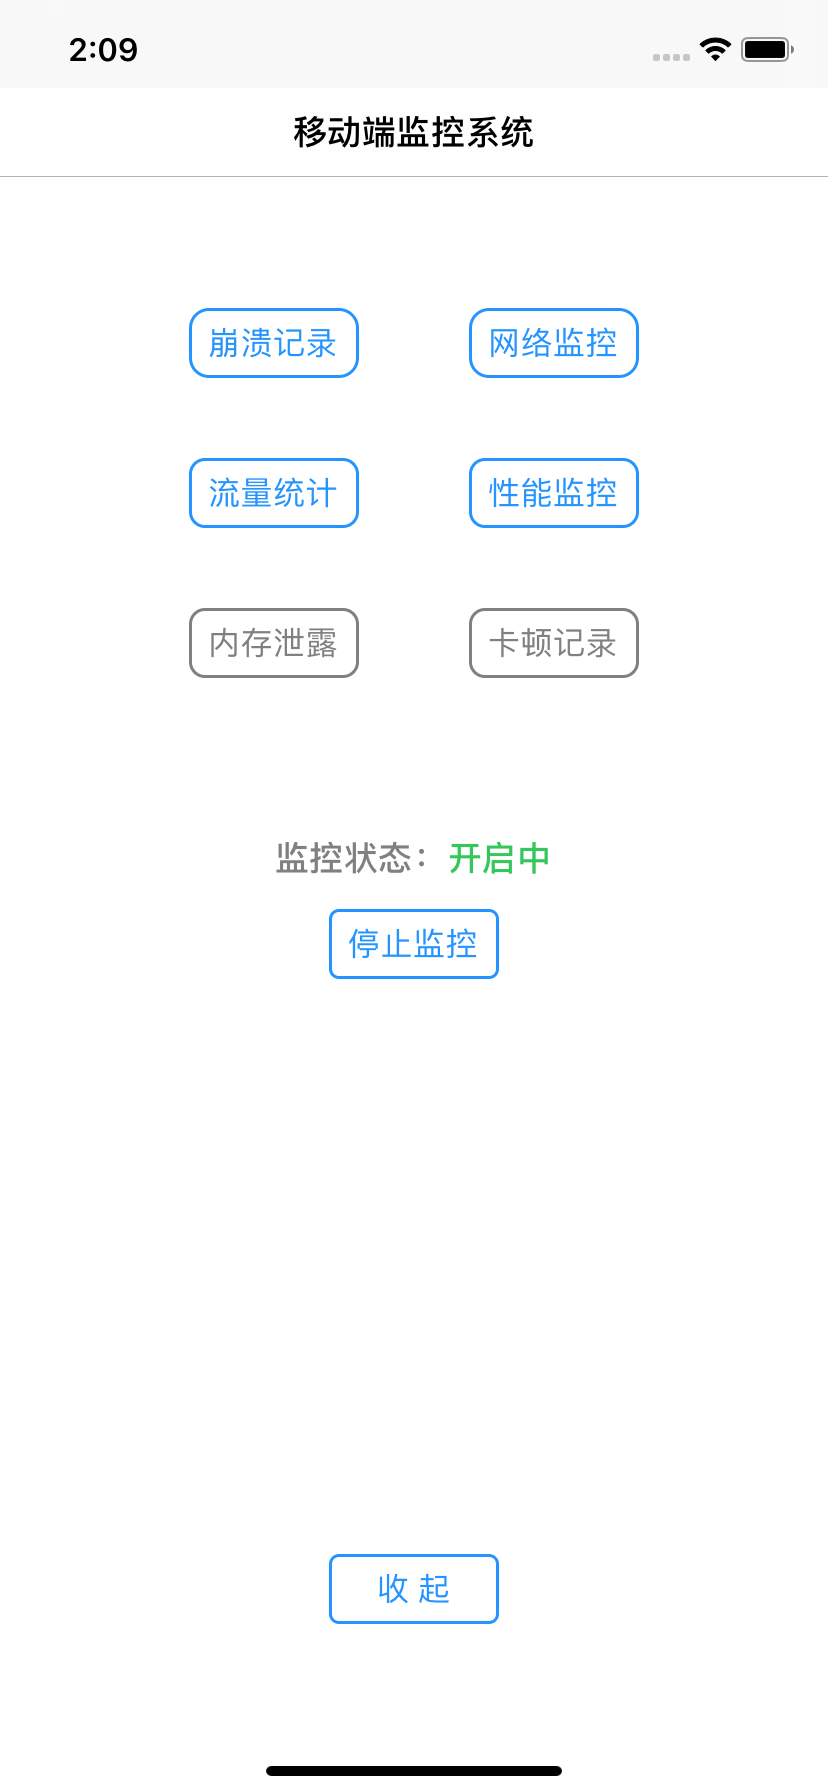 2:09
移动端监控系统
崩溃记录 网络监控
流量统计 性能监控
内存泄露 卡顿记录
监控状态：开启中
停止监控
收 起